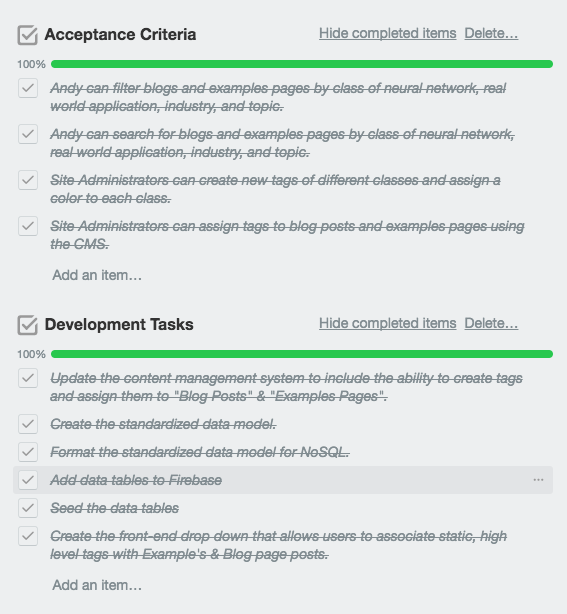 Acceptance Criteria
Hide completed items Delete...
100%
Andy can filter blogs and examples pages by class of neural network, real
world application, industry, and topic.
Andy can search for blogs and examples pages by class of neural network,
real world application, industry, and topic.
Site Administrators can create new tags of different classes and assign a
color to each class.
Site Administrators can assign tags to blog posts and examples pages using
the CMS.
Add an item...
Development Tasks
Hide completed items Delete...
100%
Update the content management system to include the ability to create tags
and assign them to "Blog Posts" & "Examples Pages".
Create the standardized data model.
Format the standardized data model for NoSQL.
Add data tables to Firebase
Seed the data tables
Create the front-end drop down that allows users to associate static, high
level tags with Example's & Blog page posts.
Add an item...